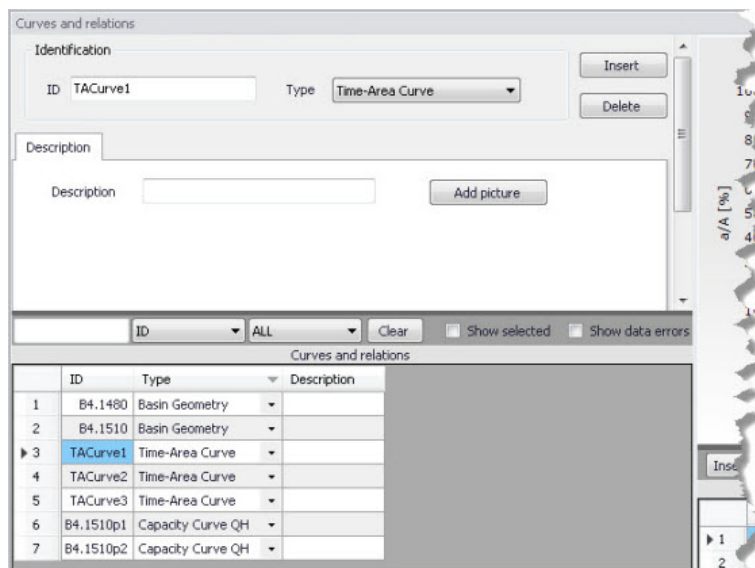 Curves and relations
Identification
ID TACurve1 Type Time-Area Curve
Insert
Delete
Description
Description Add picture
a/A [%]
ID ALL Clear Show selected Show data errors
Curves and relations
ID Type Description
1 B4.1480 Basin Geometry
2 B4.1510 Basin Geometry
3 TACurve1 Time-Area Curve
4 TACurve2 Time-Area Curve
5 TACurve3 Time-Area Curve
6 B4.1510p1 Capacity Curve QH
7 B4.1510p2 Capacity Curve QH
1
2